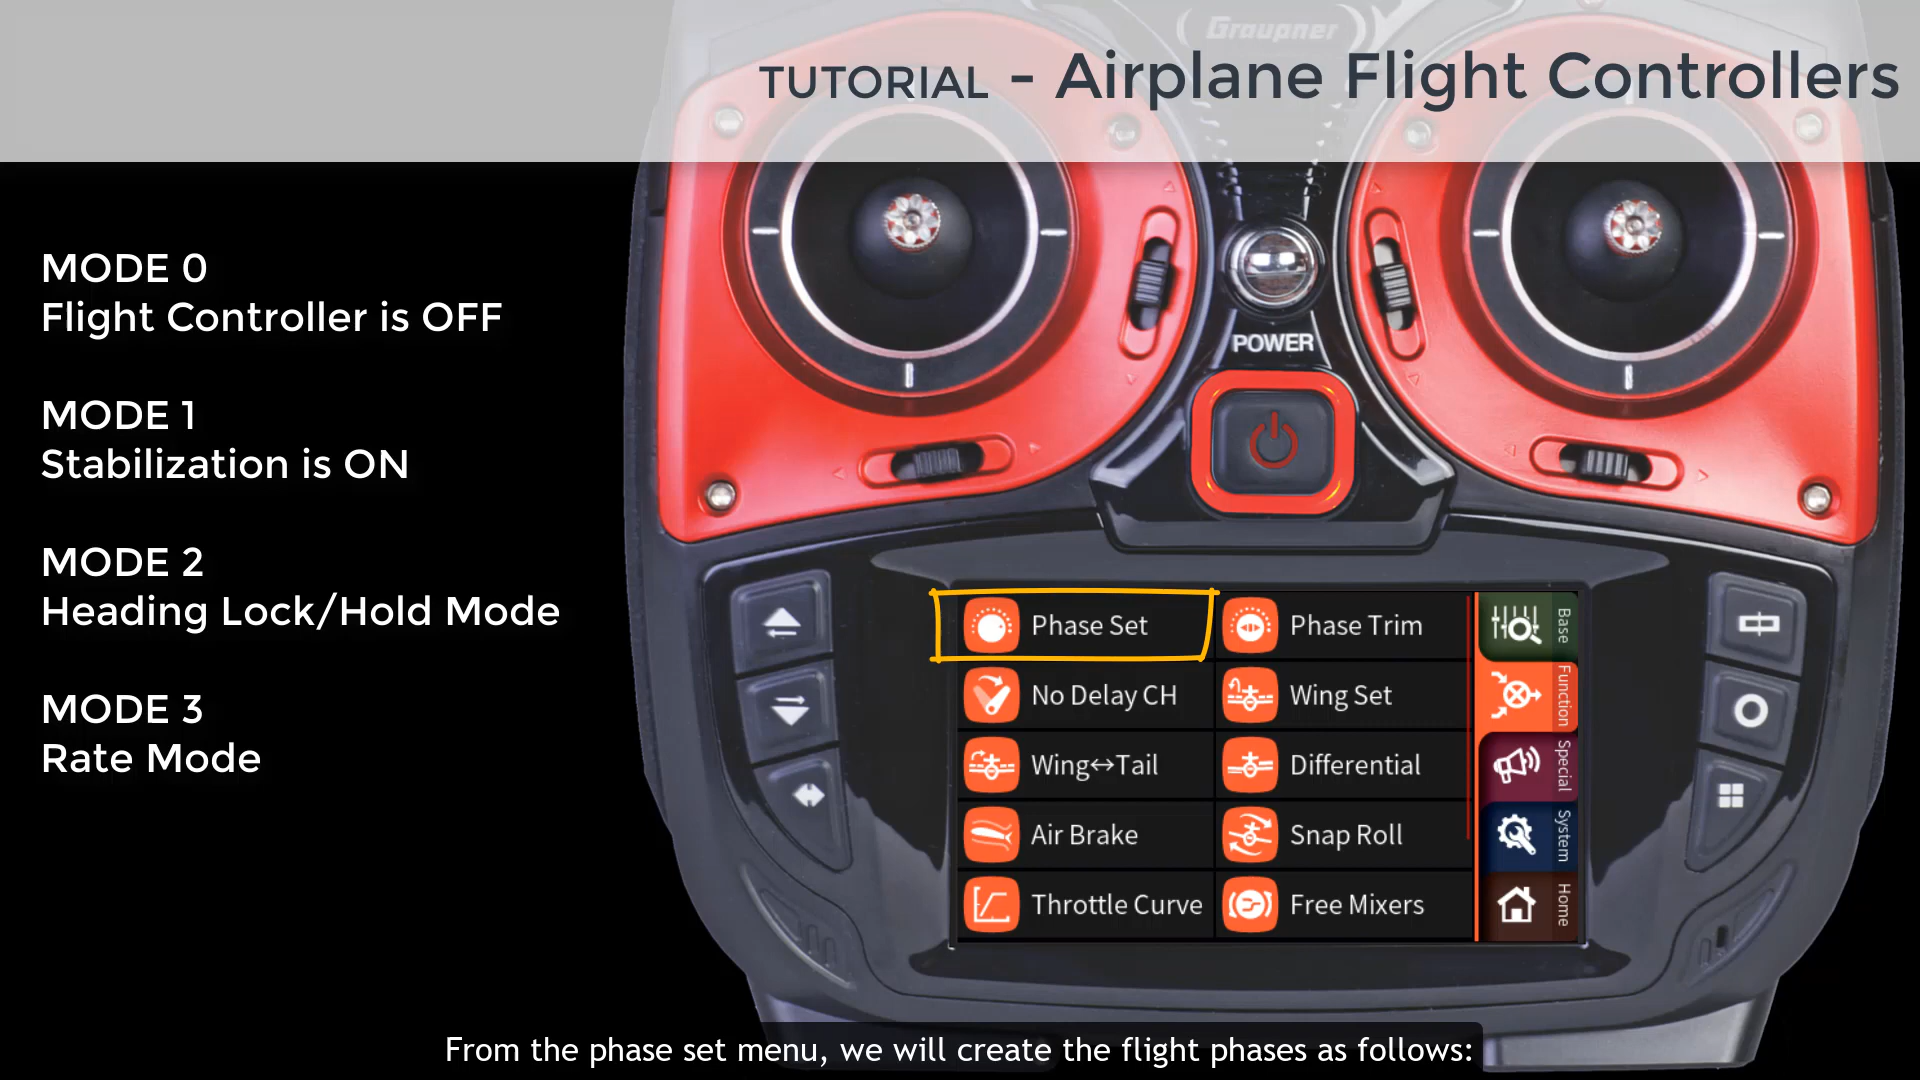 Graupner
TUTORIAL - Airplane Flight Controllers
MODE 0
Flight Controller is OFF
MODE 1
Stabilization is ON
MODE 2
Heading Lock/Hold Mode
MODE 3
Rate Mode
POWER
Phase Set
Phase Trim
No Delay CH
Wing Set
Wing↔Tail
Differential
Air Brake
Snap Roll
Throttle Curve
Free Mixers
Base
Function
Special
System
Home
From the phase set menu, we will create the flight phases as follows: